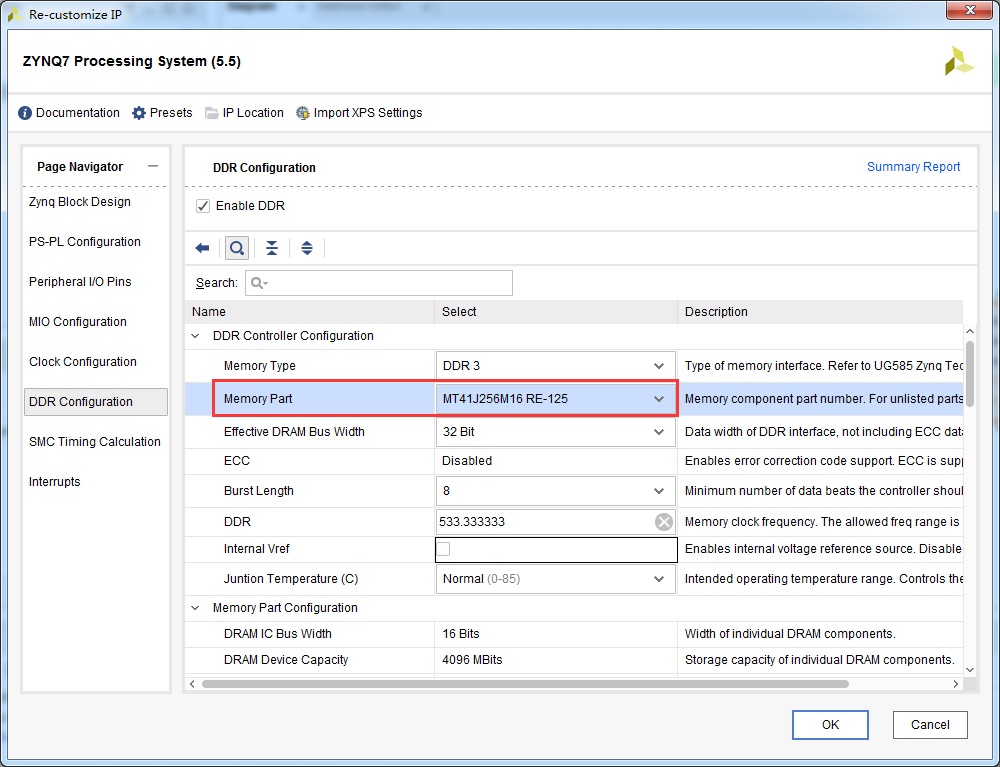 Re-customize IP
ZYNQ7 Processing System (5.5)
Documentation Presets IP Location Import XPS Settings
Page Navigator
Zynq Block Design
PS-PL Configuration
Peripheral I/O Pins
MIO Configuration
Clock Configuration
DDR Configuration
SMC Timing Calculation
Interrupts
DDR Configuration Summary Report
Enable DDR
Search:
Name Select Description
DDR Controller Configuration
Memory Type DDR 3 Type of memory interface. Refer to UG585 Zynq Tec
Memory Part MT41J256M16 RE-125 Memory component part number. For unlisted parts
Effective DRAM Bus Width 32 Bit Data width of DDR interface, not including ECC data
ECC Disabled Enables error correction code support. ECC is supp
Burst Length 8 Minimum number of data beats the controller shoul
DDR 533.333333 Memory clock frequency. The allowed freq range is
Internal Vref Enables internal voltage reference source. Disable
Juntion Temperature (C) Normal (0-85) Intended operating temperature range. Controls the
Memory Part Configuration
DRAM IC Bus Width 16 Bits Width of individual DRAM components.
DRAM Device Capacity 4096 MBits Storage capacity of individual DRAM components.
OK Cancel